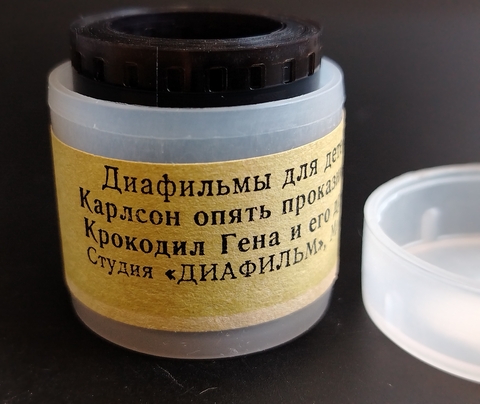 Диафильмы для
Карлсон опять
Крокодил Гена и его
Студия «ДИАФИЛЬМ»,